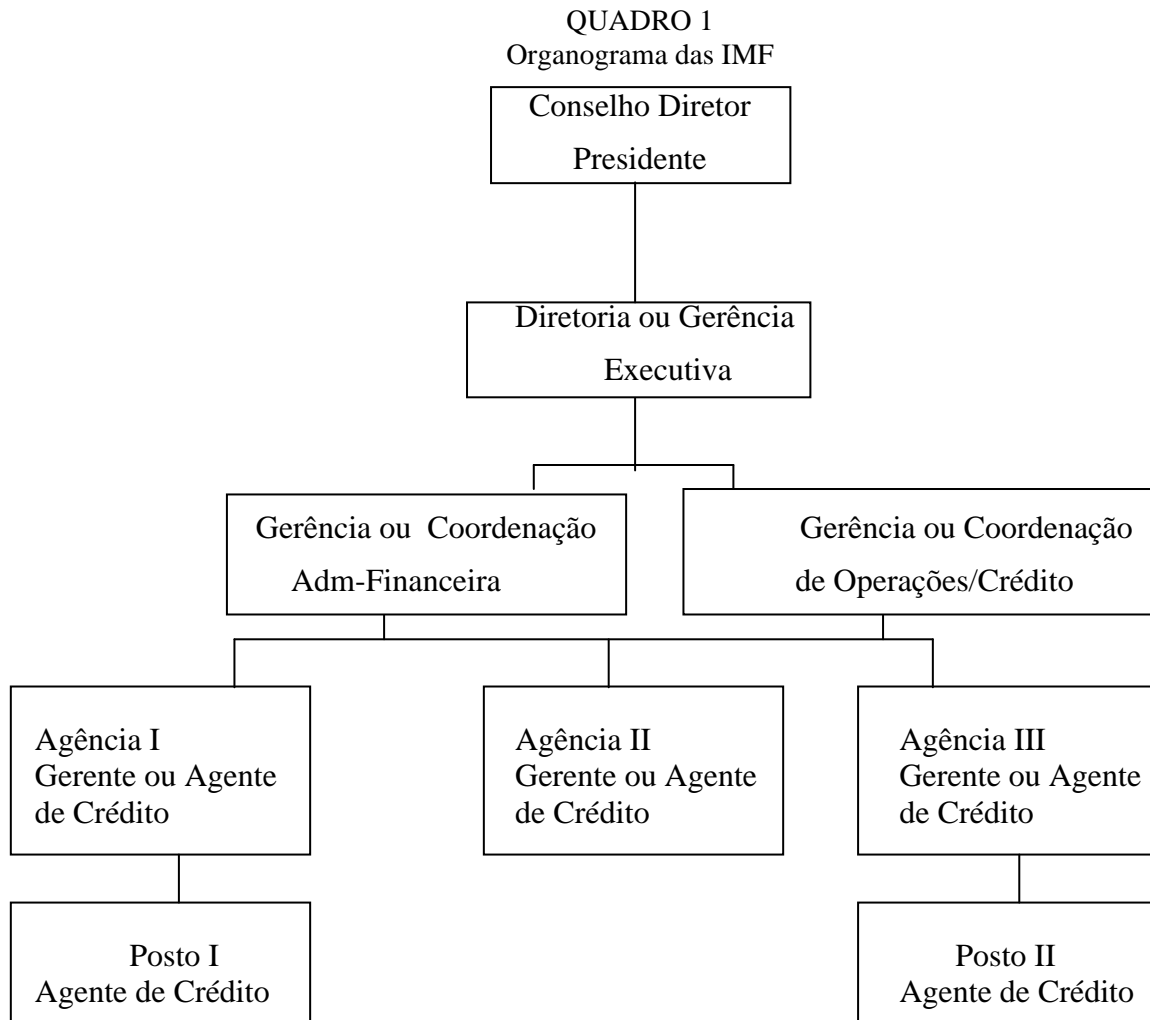 QUADRO 1
Organograma das IMF
Conselho Diretor
Presidente
Diretoria ou Gerência
Executiva
Gerência ou Coordenação
Adm-Financeira
Gerência ou Coordenação
de Operações/Crédito
Agência I
Gerente ou Agente
de Crédito
Agência II
Gerente ou Agente
de Crédito
Agência III
Gerente ou Agente
de Crédito
Posto I
Agente de Crédito
Posto II
Agente de Crédito